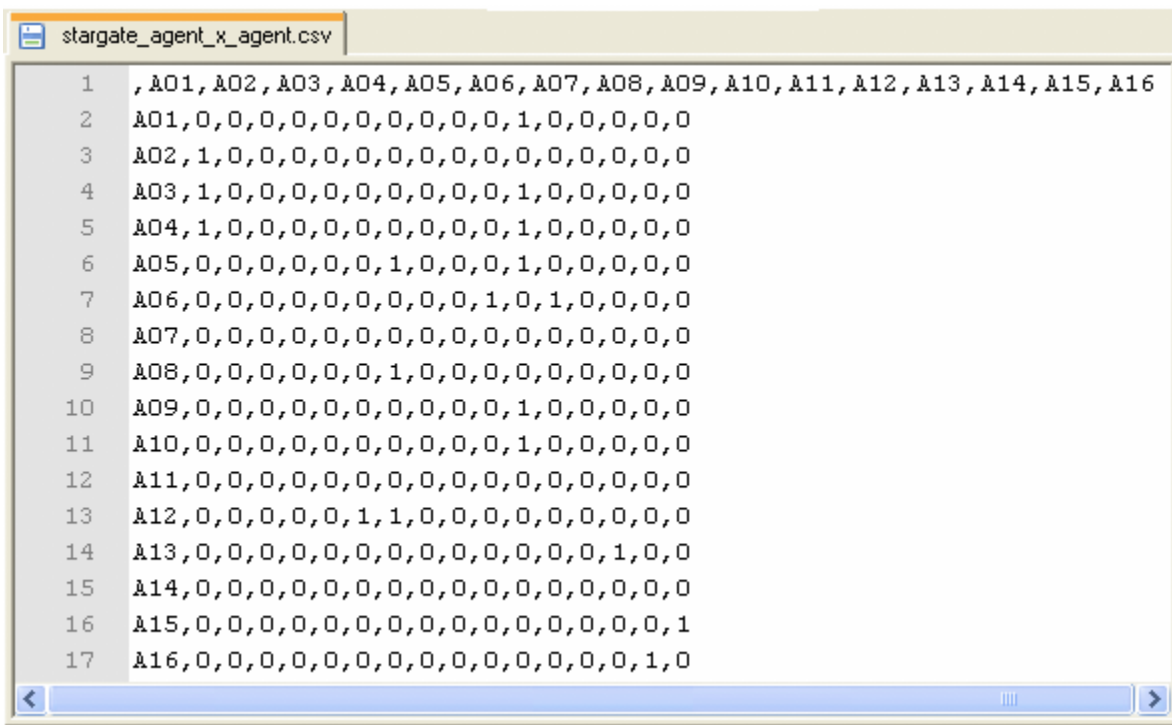 stargate_agent_x_agent.csv
1 ,A01,A02,A03,A04,A05,A06,A07,A08,A09,A10,A11,A12,A13,A14,A15,A16
2 A01,0,0,0,0,0,0,0,0,0,0,1,0,0,0,0,0
3 A02,1,0,0,0,0,0,0,0,0,0,0,0,0,0,0,0
4 A03,1,0,0,0,0,0,0,0,0,0,1,0,0,0,0,0
5 A04,1,0,0,0,0,0,0,0,0,0,1,0,0,0,0,0
6 A05,0,0,0,0,0,0,1,0,0,0,1,0,0,0,0,0
7 A06,0,0,0,0,0,0,0,0,0,1,0,1,0,0,0,0
8 A07,0,0,0,0,0,0,0,0,0,0,0,0,0,0,0,0
9 A08,0,0,0,0,0,0,1,0,0,0,0,0,0,0,0,0
10 A09,0,0,0,0,0,0,0,0,0,0,1,0,0,0,0,0
11 A10,0,0,0,0,0,0,0,0,0,0,1,0,0,0,0,0
12 A11,0,0,0,0,0,0,0,0,0,0,0,0,0,0,0,0
13 A12,0,0,0,0,0,1,1,0,0,0,0,0,0,0,0,0
14 A13,0,0,0,0,0,0,0,0,0,0,0,0,0,1,0,0
15 A14,0,0,0,0,0,0,0,0,0,0,0,0,0,0,0,0
16 A15,0,0,0,0,0,0,0,0,0,0,0,0,0,0,0,1
17 A16,0,0,0,0,0,0,0,0,0,0,0,0,0,0,1,0